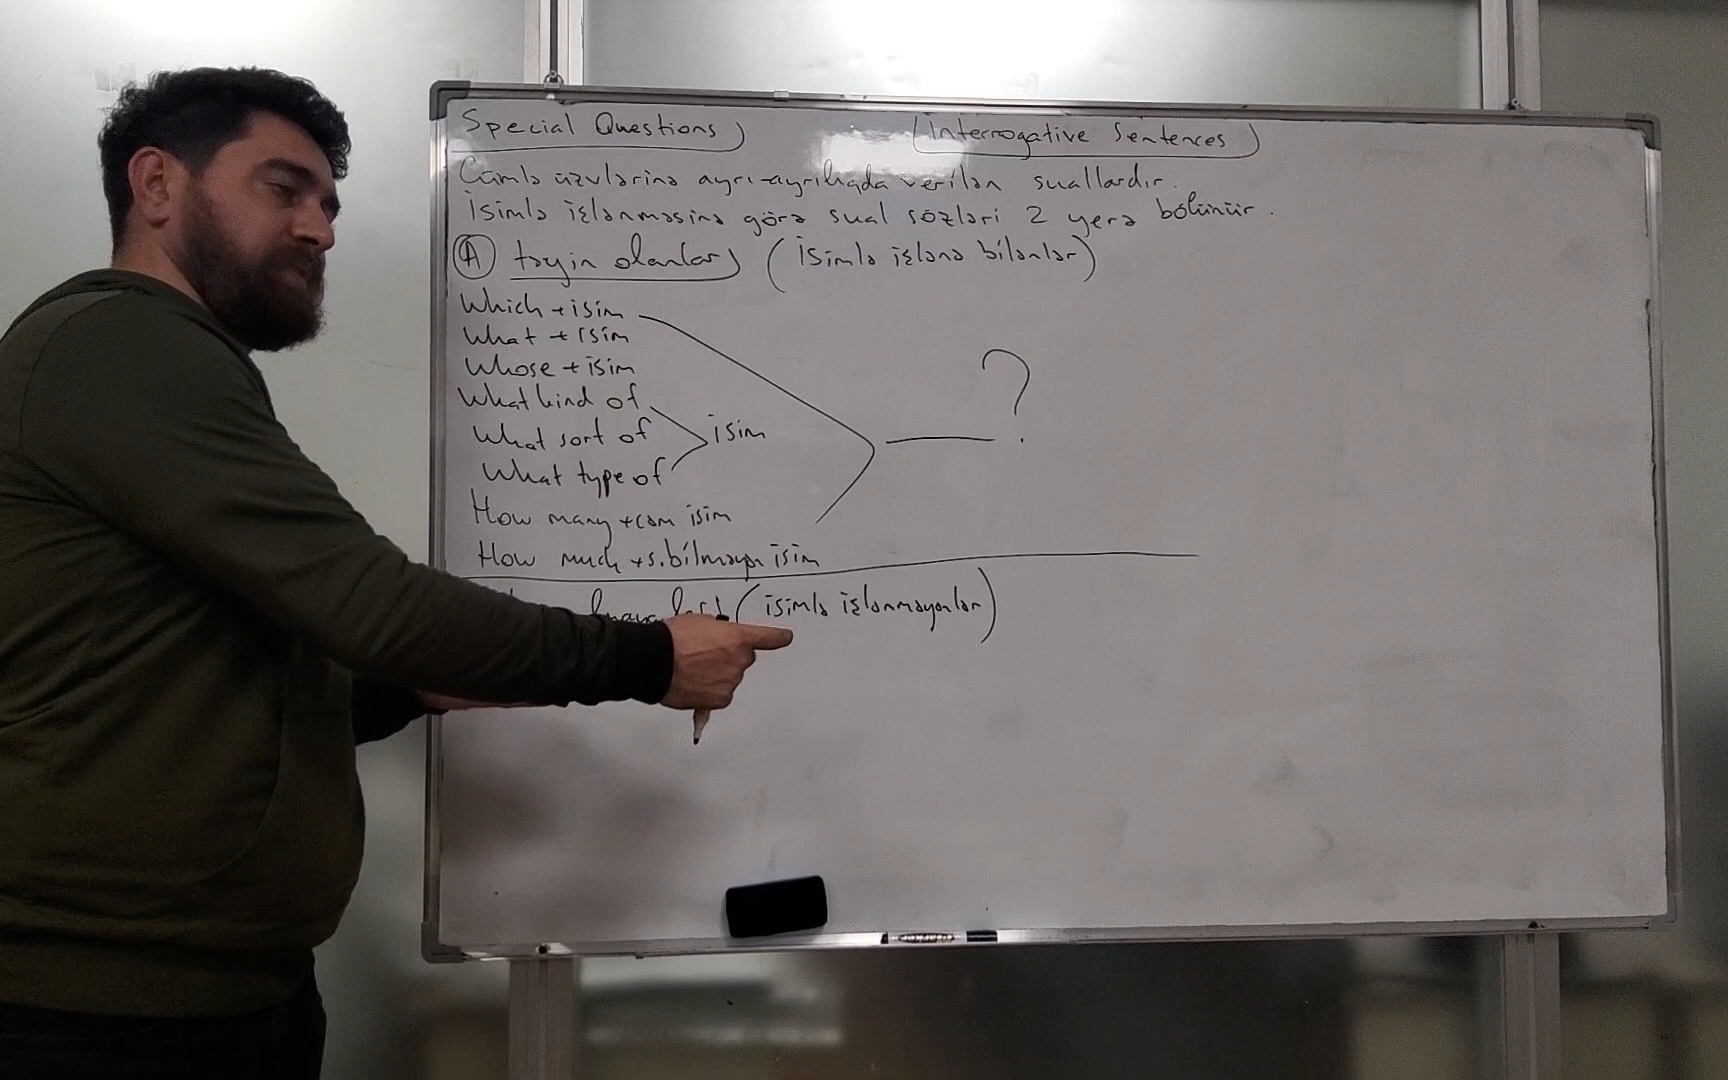 Special Questions
Interrogative Sentences
Cümlə üzvlərinə ayrı-ayrılıqda verilən suallardır.
İsimlə işlənməsinə görə sual sözləri 2 yerə bölünür.
A təyin olanlar (isimlə işlənə bilənlər)
Which + isim
What + isim
Whose + isim
What kind of
What sort of
isim
What type of
How many + cəm isim
How much + s. bilməyən isim
?
(isimlə işlənməyənlər)